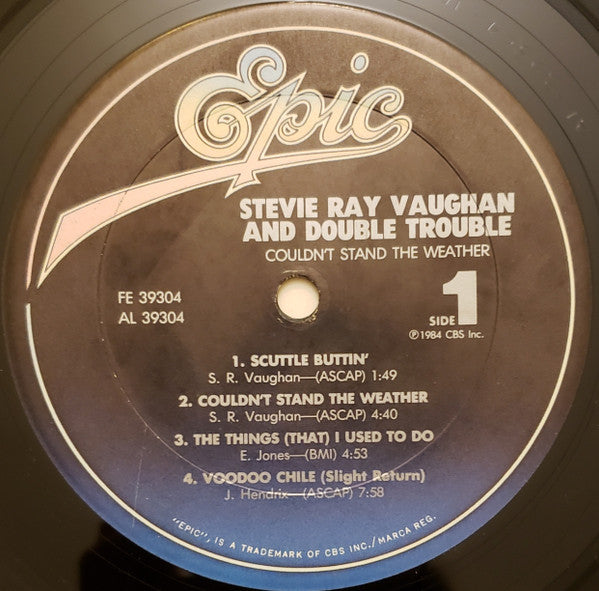 Epic
STEVIE RAY VAUGHAN
AND DOUBLE TROUBLE
COULDN'T STAND THE WEATHER
FE 39304
AL 39304
SIDE 1
℗1984 CBS Inc.
1. SCUTTLE BUTTIN'
S. R. Vaughan—(ASCAP) 1:49
2. COULDN'T STAND THE WEATHER
S. R. Vaughan—(ASCAP) 4:40
3. THE THINGS (THAT) I USED TO DO
E. Jones—(BMI) 4:53
4. VOODOO CHILE (Slight Return)
J. Hendrix—(ASCAP) 7:58
"EPIC", IS A TRADEMARK OF CBS INC./MARCA REG.